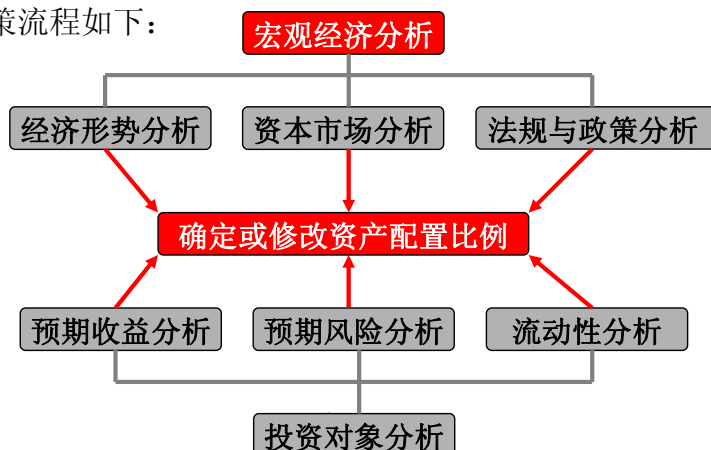 策流程如下：
宏观经济分析
经济形势分析
资本市场分析
法规与政策分析
确定或修改资产配置比例
预期收益分析
预期风险分析
流动性分析
投资对象分析